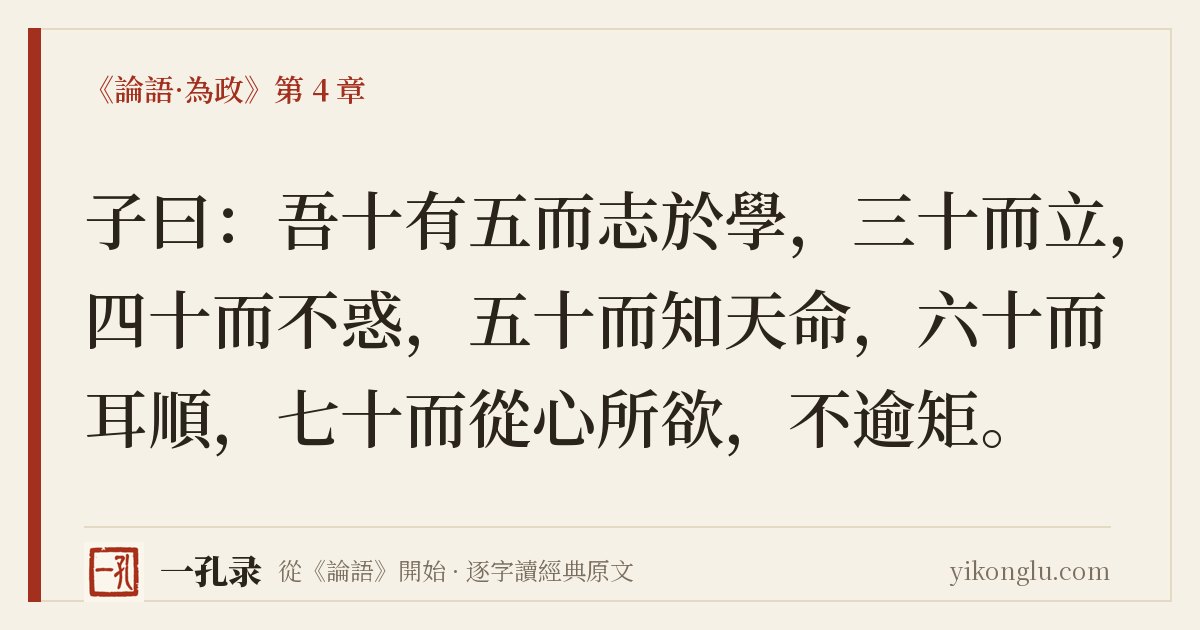 《論語·為政》第 4 章
子曰：吾十有五而志於學，三十而立，
四十而不惑，五十而知天命，六十而
耳順，七十而從心所欲，不逾矩。
一孔
一孔录 從《論語》開始 · 逐字讀經典原文
yikonglu.com